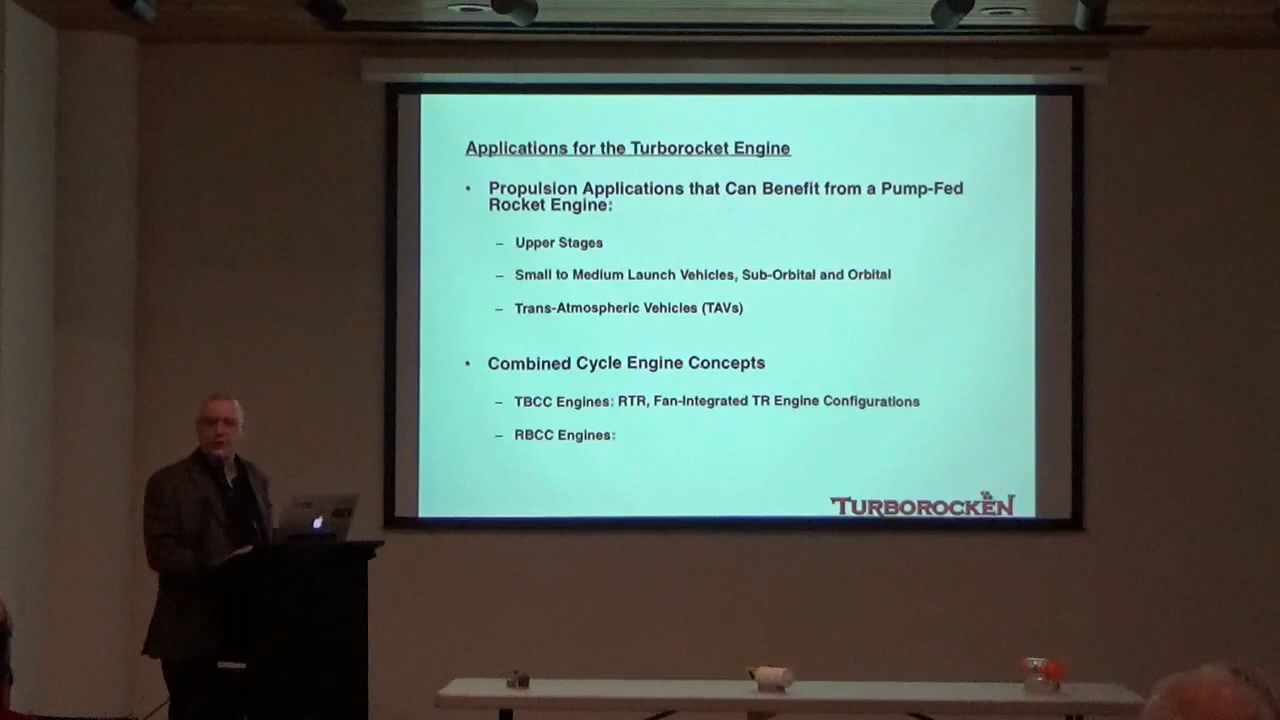 Applications for the Turborocket Engine
• Propulsion Applications that Can Benefit from a Pump-Fed
Rocket Engine:
– Upper Stages
– Small to Medium Launch Vehicles, Sub-Orbital and Orbital
– Trans-Atmospheric Vehicles (TAVs)
• Combined Cycle Engine Concepts
– TBCC Engines: RTR, Fan-Integrated TR Engine Configurations
– RBCC Engines:
TURBOROCKEN